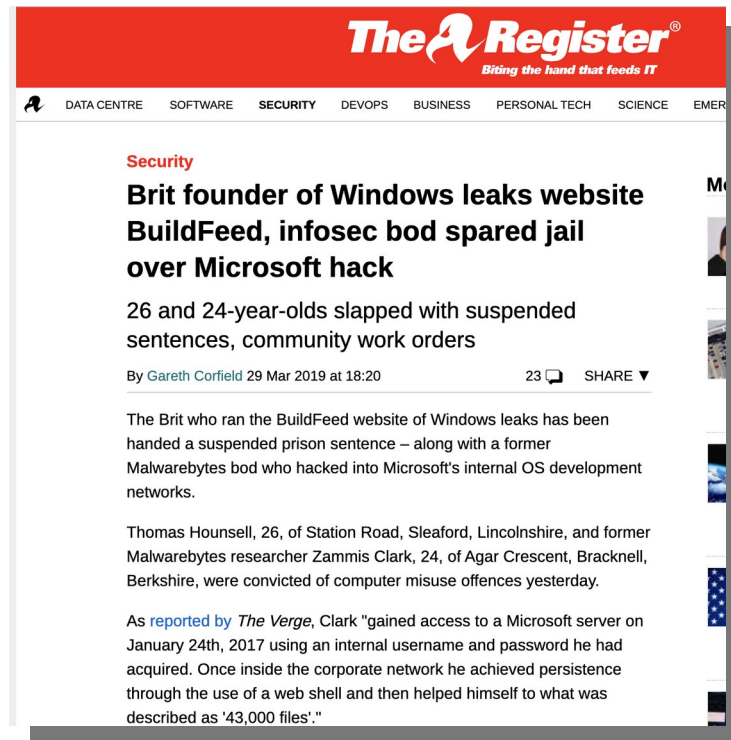 The Register®
Biting the hand that feeds IT
DATA CENTRE SOFTWARE SECURITY DEVOPS BUSINESS PERSONAL TECH SCIENCE EMER
Security
Brit founder of Windows leaks website
BuildFeed, infosec bod spared jail
over Microsoft hack
26 and 24-year-olds slapped with suspended
sentences, community work orders
By Gareth Corfield 29 Mar 2019 at 18:20 23 SHARE ▼
The Brit who ran the BuildFeed website of Windows leaks has been
handed a suspended prison sentence – along with a former
Malwarebytes bod who hacked into Microsoft's internal OS development
networks.
Thomas Hounsell, 26, of Station Road, Sleaford, Lincolnshire, and former
Malwarebytes researcher Zammis Clark, 24, of Agar Crescent, Bracknell,
Berkshire, were convicted of computer misuse offences yesterday.
As reported by The Verge, Clark "gained access to a Microsoft server on
January 24th, 2017 using an internal username and password he had
acquired. Once inside the corporate network he achieved persistence
through the use of a web shell and then helped himself to what was
described as '43,000 files'."